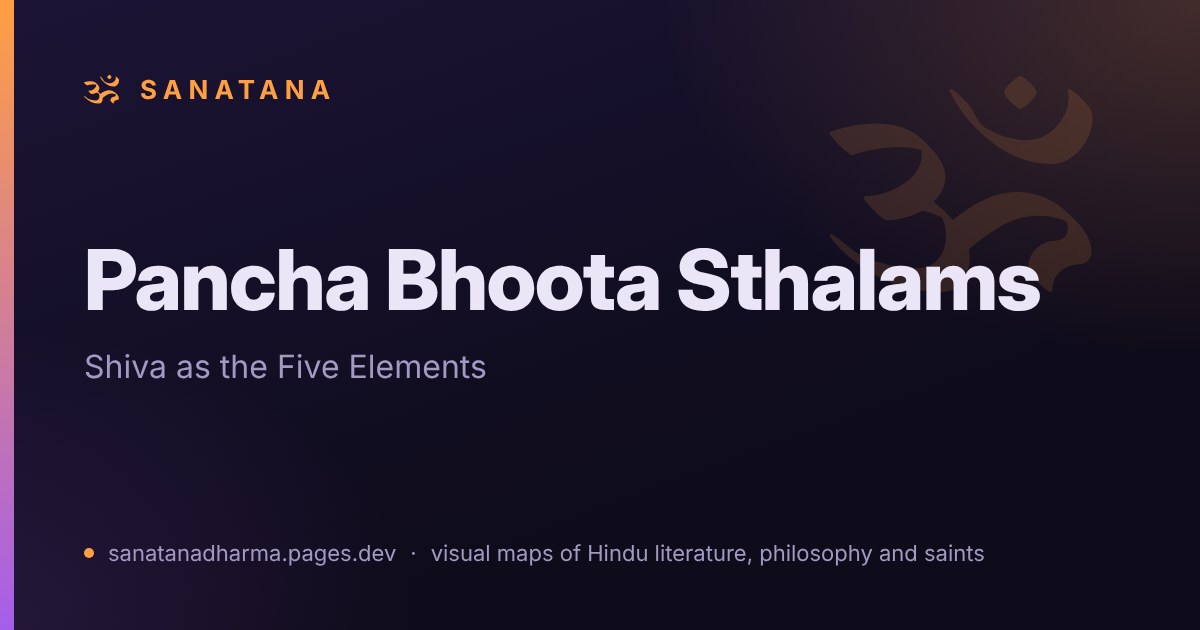 ॐ SANATANA
Pancha Bhoota Sthalams
Shiva as the Five Elements
sanatanadharma.pages.dev · visual maps of Hindu literature, philosophy and saints